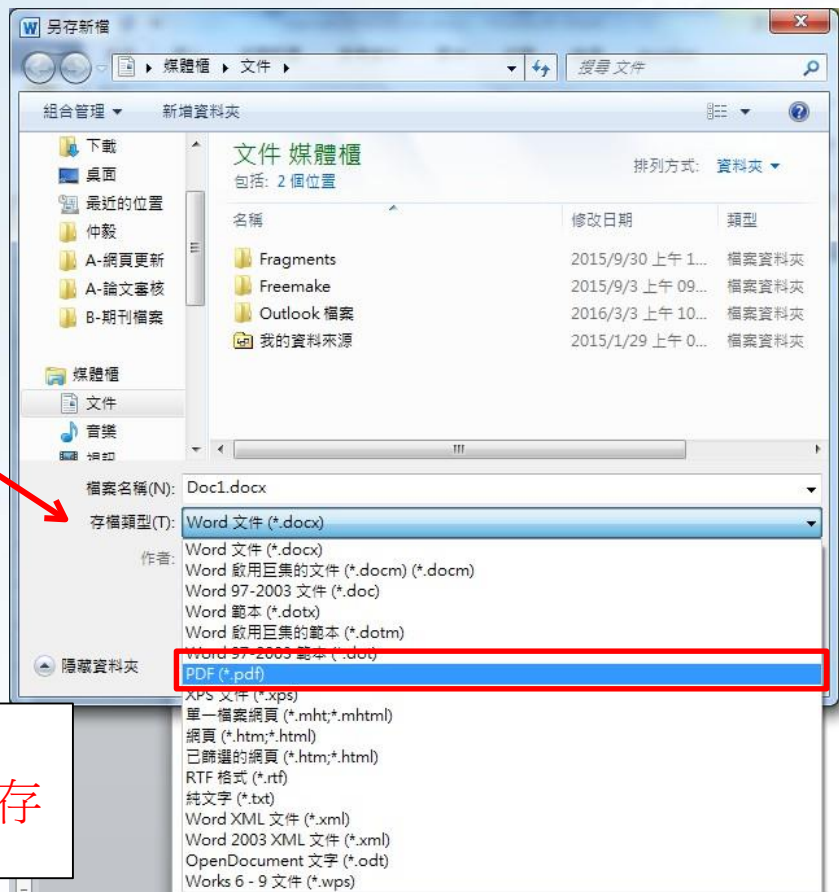 另存新檔
媒體櫃 ▸ 文件 ▸
搜尋 文件
組合管理 ▼ 新增資料夾
下載
桌面
最近的位置
仲毅
A-網頁更新
A-論文審核
B-期刊檔案
媒體櫃
文件
音樂
視訊
文件 媒體櫃
包括: 2 個位置
排列方式: 資料夾 ▼
名稱 修改日期 類型
Fragments 2015/9/30 上午 1... 檔案資料夾
Freemake 2015/9/3 上午 09... 檔案資料夾
Outlook 檔案 2016/3/3 上午 10... 檔案資料夾
我的資料來源 2015/1/29 上午 0... 檔案資料夾
檔案名稱(N): Doc1.docx
存檔類型(T): Word 文件 (*.docx)
作者:
Word 文件 (*.docx)
Word 啟用巨集的文件 (*.docm) (*.docm)
Word 97-2003 文件 (*.doc)
Word 範本 (*.dotx)
Word 啟用巨集的範本 (*.dotm)
Word 97-2003 範本 (*.dot)
PDF (*.pdf)
XPS 文件 (*.xps)
單一檔案網頁 (*.mht;*.mhtml)
網頁 (*.htm;*.html)
已篩選的網頁 (*.htm;*.html)
RTF 格式 (*.rtf)
純文字 (*.txt)
Word XML 文件 (*.xml)
Word 2003 XML 文件 (*.xml)
OpenDocument 文字 (*.odt)
Works 6 - 9 文件 (*.wps)
隱藏資料夾
存